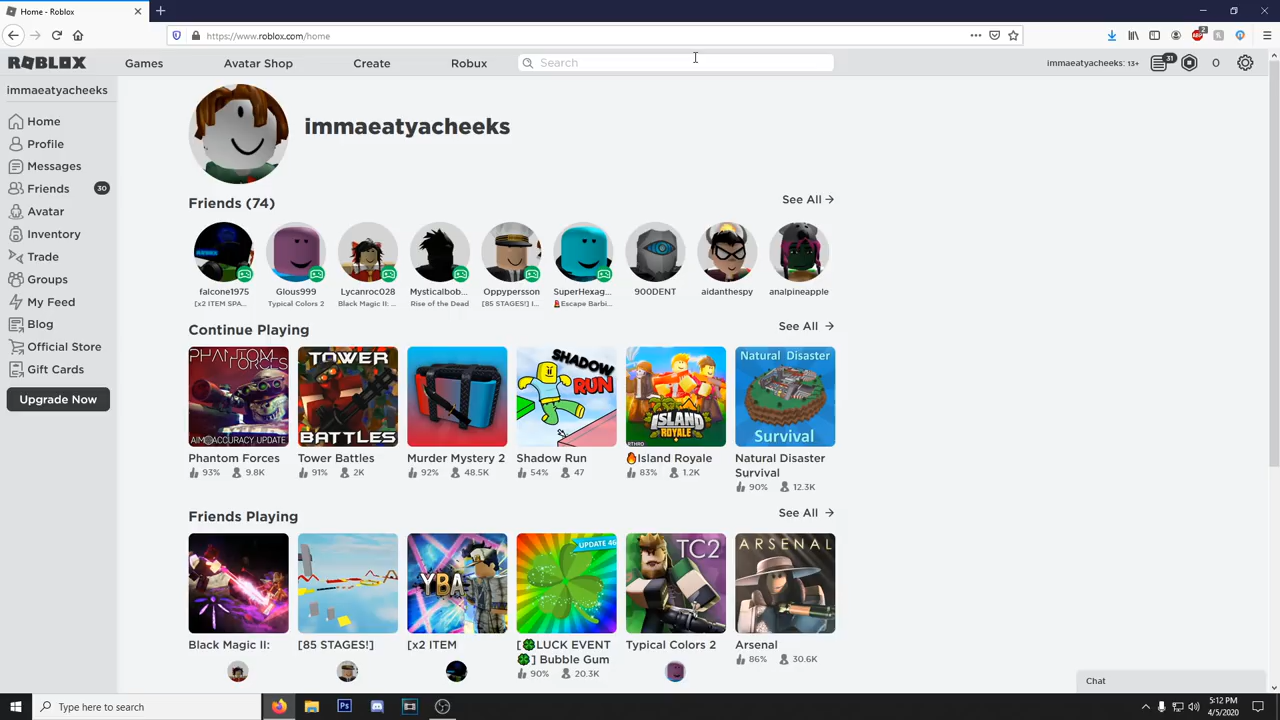 Home - Roblox
https://www.roblox.com/home
ROBLOX Games Avatar Shop Create Robux Search immaeatyacheeks: 13+ 31 0
immaeatyacheeks
Home
Profile
Messages
Friends 30
Avatar
Inventory
Trade
Groups
My Feed
Blog
Official Store
Gift Cards
Upgrade Now
immaeatyacheeks
Friends (74) See All
falcone1975 Glous999 Lycanroc028 Mysticalbob... Oppypersson SuperHexag... 900DENT aidanthespy analpineapple
[x2 ITEM SPA... Typical Colors 2 Black Magic II: ... Rise of the Dead [85 STAGES!] I... Escape Barbi...
Continue Playing See All
PHANTOM FORCES
AIM ACCURACY UPDATE
TOWER BATTLES
SHADOW RUN
ISLAND ROYALE
RTHRO
Natural Disaster Survival
Phantom Forces Tower Battles Murder Mystery 2 Shadow Run 🔥Island Royale Natural Disaster
Survival
93% 9.8K 91% 2K 92% 48.5K 54% 47 83% 1.2K
90% 12.3K
Friends Playing See All
YBA
UPDATE 46
TC2
ARSENAL
Black Magic II: [85 STAGES!] [x2 ITEM [🍀LUCK EVENT Typical Colors 2 Arsenal
🍀] Bubble Gum
86% 30.6K
90% 20.3K
Chat
Type here to search
5:12 PM
4/5/2020